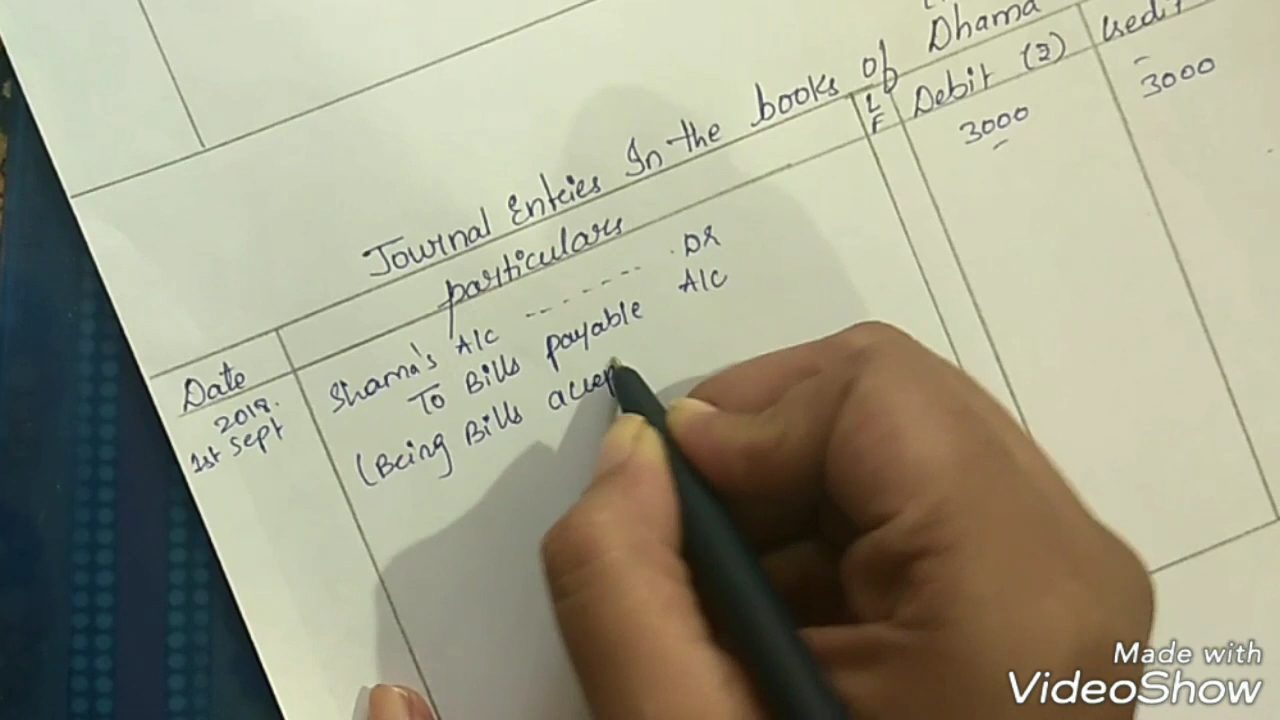 Journal Entries In the books of Dhama
Date particulars L F Debit (₹) Credit
2018.
1st Sept Shama's A/C -------- DR 3000
To Bills payable A/C 3000
(Being Bills accep
Made with
VideoShow